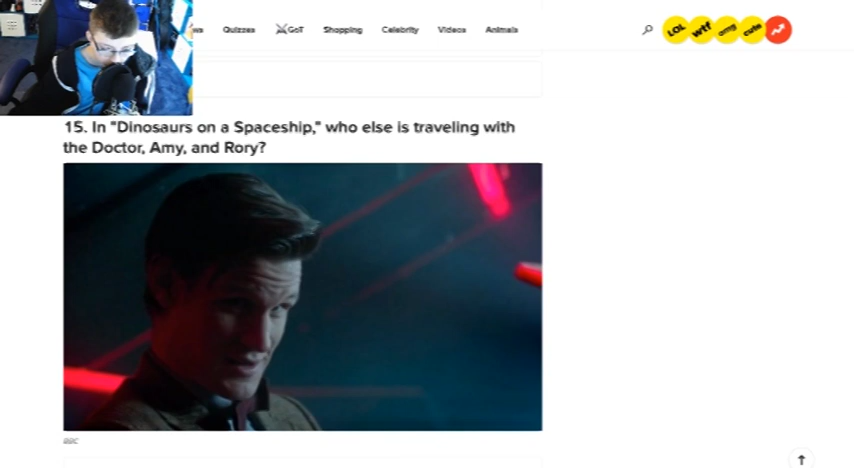 Quizzes
GoT
Shopping
Celebrity
Videos
Animals
LOL
wtf
omg
cute
15. In "Dinosaurs on a Spaceship," who else is traveling with
the Doctor, Amy, and Rory?
BBC